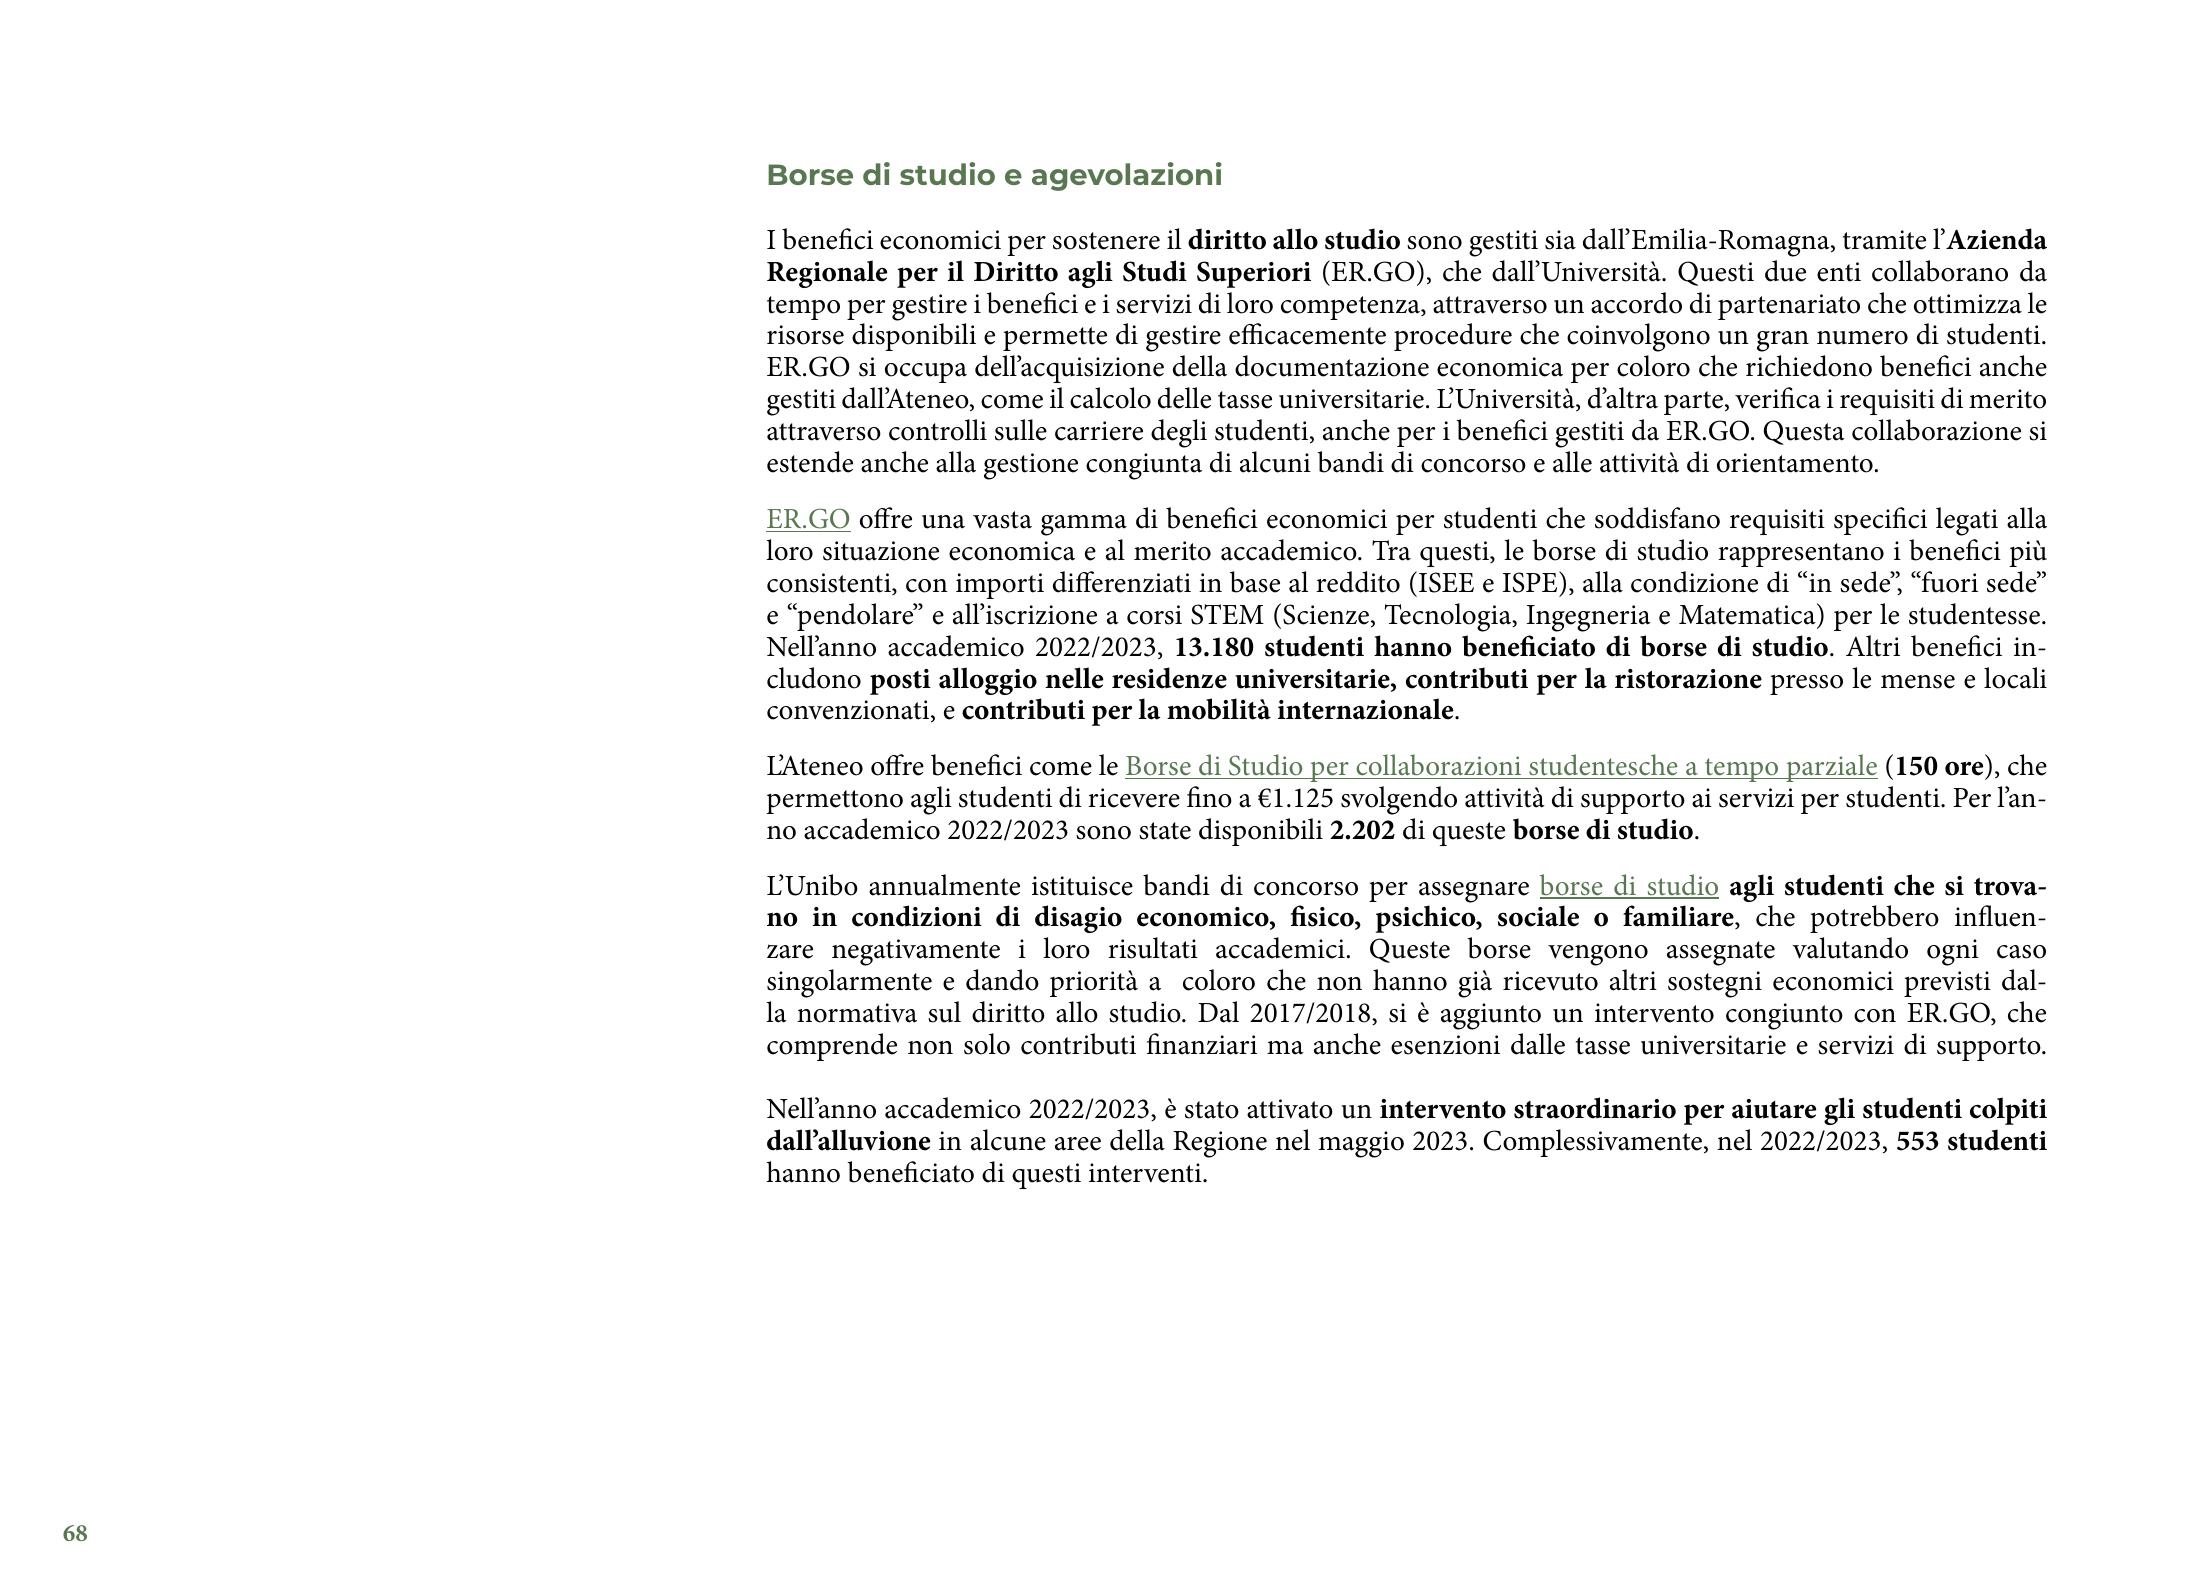 Borse di studio e agevolazioni
I benefici economici per sostenere il diritto allo studio sono gestiti sia dall’Emilia-Romagna, tramite l’Azienda
Regionale per il Diritto agli Studi Superiori (ER.GO), che dall’Università. Questi due enti collaborano da
tempo per gestire i benefici e i servizi di loro competenza, attraverso un accordo di partenariato che ottimizza le
risorse disponibili e permette di gestire efficacemente procedure che coinvolgono un gran numero di studenti.
ER.GO si occupa dell’acquisizione della documentazione economica per coloro che richiedono benefici anche
gestiti dall’Ateneo, come il calcolo delle tasse universitarie. L’Università, d’altra parte, verifica i requisiti di merito
attraverso controlli sulle carriere degli studenti, anche per i benefici gestiti da ER.GO. Questa collaborazione si
estende anche alla gestione congiunta di alcuni bandi di concorso e alle attività di orientamento.
ER.GO offre una vasta gamma di benefici economici per studenti che soddisfano requisiti specifici legati alla
loro situazione economica e al merito accademico. Tra questi, le borse di studio rappresentano i benefici più
consistenti, con importi differenziati in base al reddito (ISEE e ISPE), alla condizione di “in sede”, “fuori sede”
e “pendolare” e all’iscrizione a corsi STEM (Scienze, Tecnologia, Ingegneria e Matematica) per le studentesse.
Nell’anno accademico 2022/2023, 13.180 studenti hanno beneficiato di borse di studio. Altri benefici in-
cludono posti alloggio nelle residenze universitarie, contributi per la ristorazione presso le mense e locali
convenzionati, e contributi per la mobilità internazionale.
L’Ateneo offre benefici come le Borse di Studio per collaborazioni studentesche a tempo parziale (150 ore), che
permettono agli studenti di ricevere fino a €1.125 svolgendo attività di supporto ai servizi per studenti. Per l’an-
no accademico 2022/2023 sono state disponibili 2.202 di queste borse di studio.
L’Unibo annualmente istituisce bandi di concorso per assegnare borse di studio agli studenti che si trova-
no in condizioni di disagio economico, fisico, psichico, sociale o familiare, che potrebbero influen-
zare negativamente i loro risultati accademici. Queste borse vengono assegnate valutando ogni caso
singolarmente e dando priorità a coloro che non hanno già ricevuto altri sostegni economici previsti dal-
la normativa sul diritto allo studio. Dal 2017/2018, si è aggiunto un intervento congiunto con ER.GO, che
comprende non solo contributi finanziari ma anche esenzioni dalle tasse universitarie e servizi di supporto.
Nell’anno accademico 2022/2023, è stato attivato un intervento straordinario per aiutare gli studenti colpiti
dall’alluvione in alcune aree della Regione nel maggio 2023. Complessivamente, nel 2022/2023, 553 studenti
hanno beneficiato di questi interventi.
68